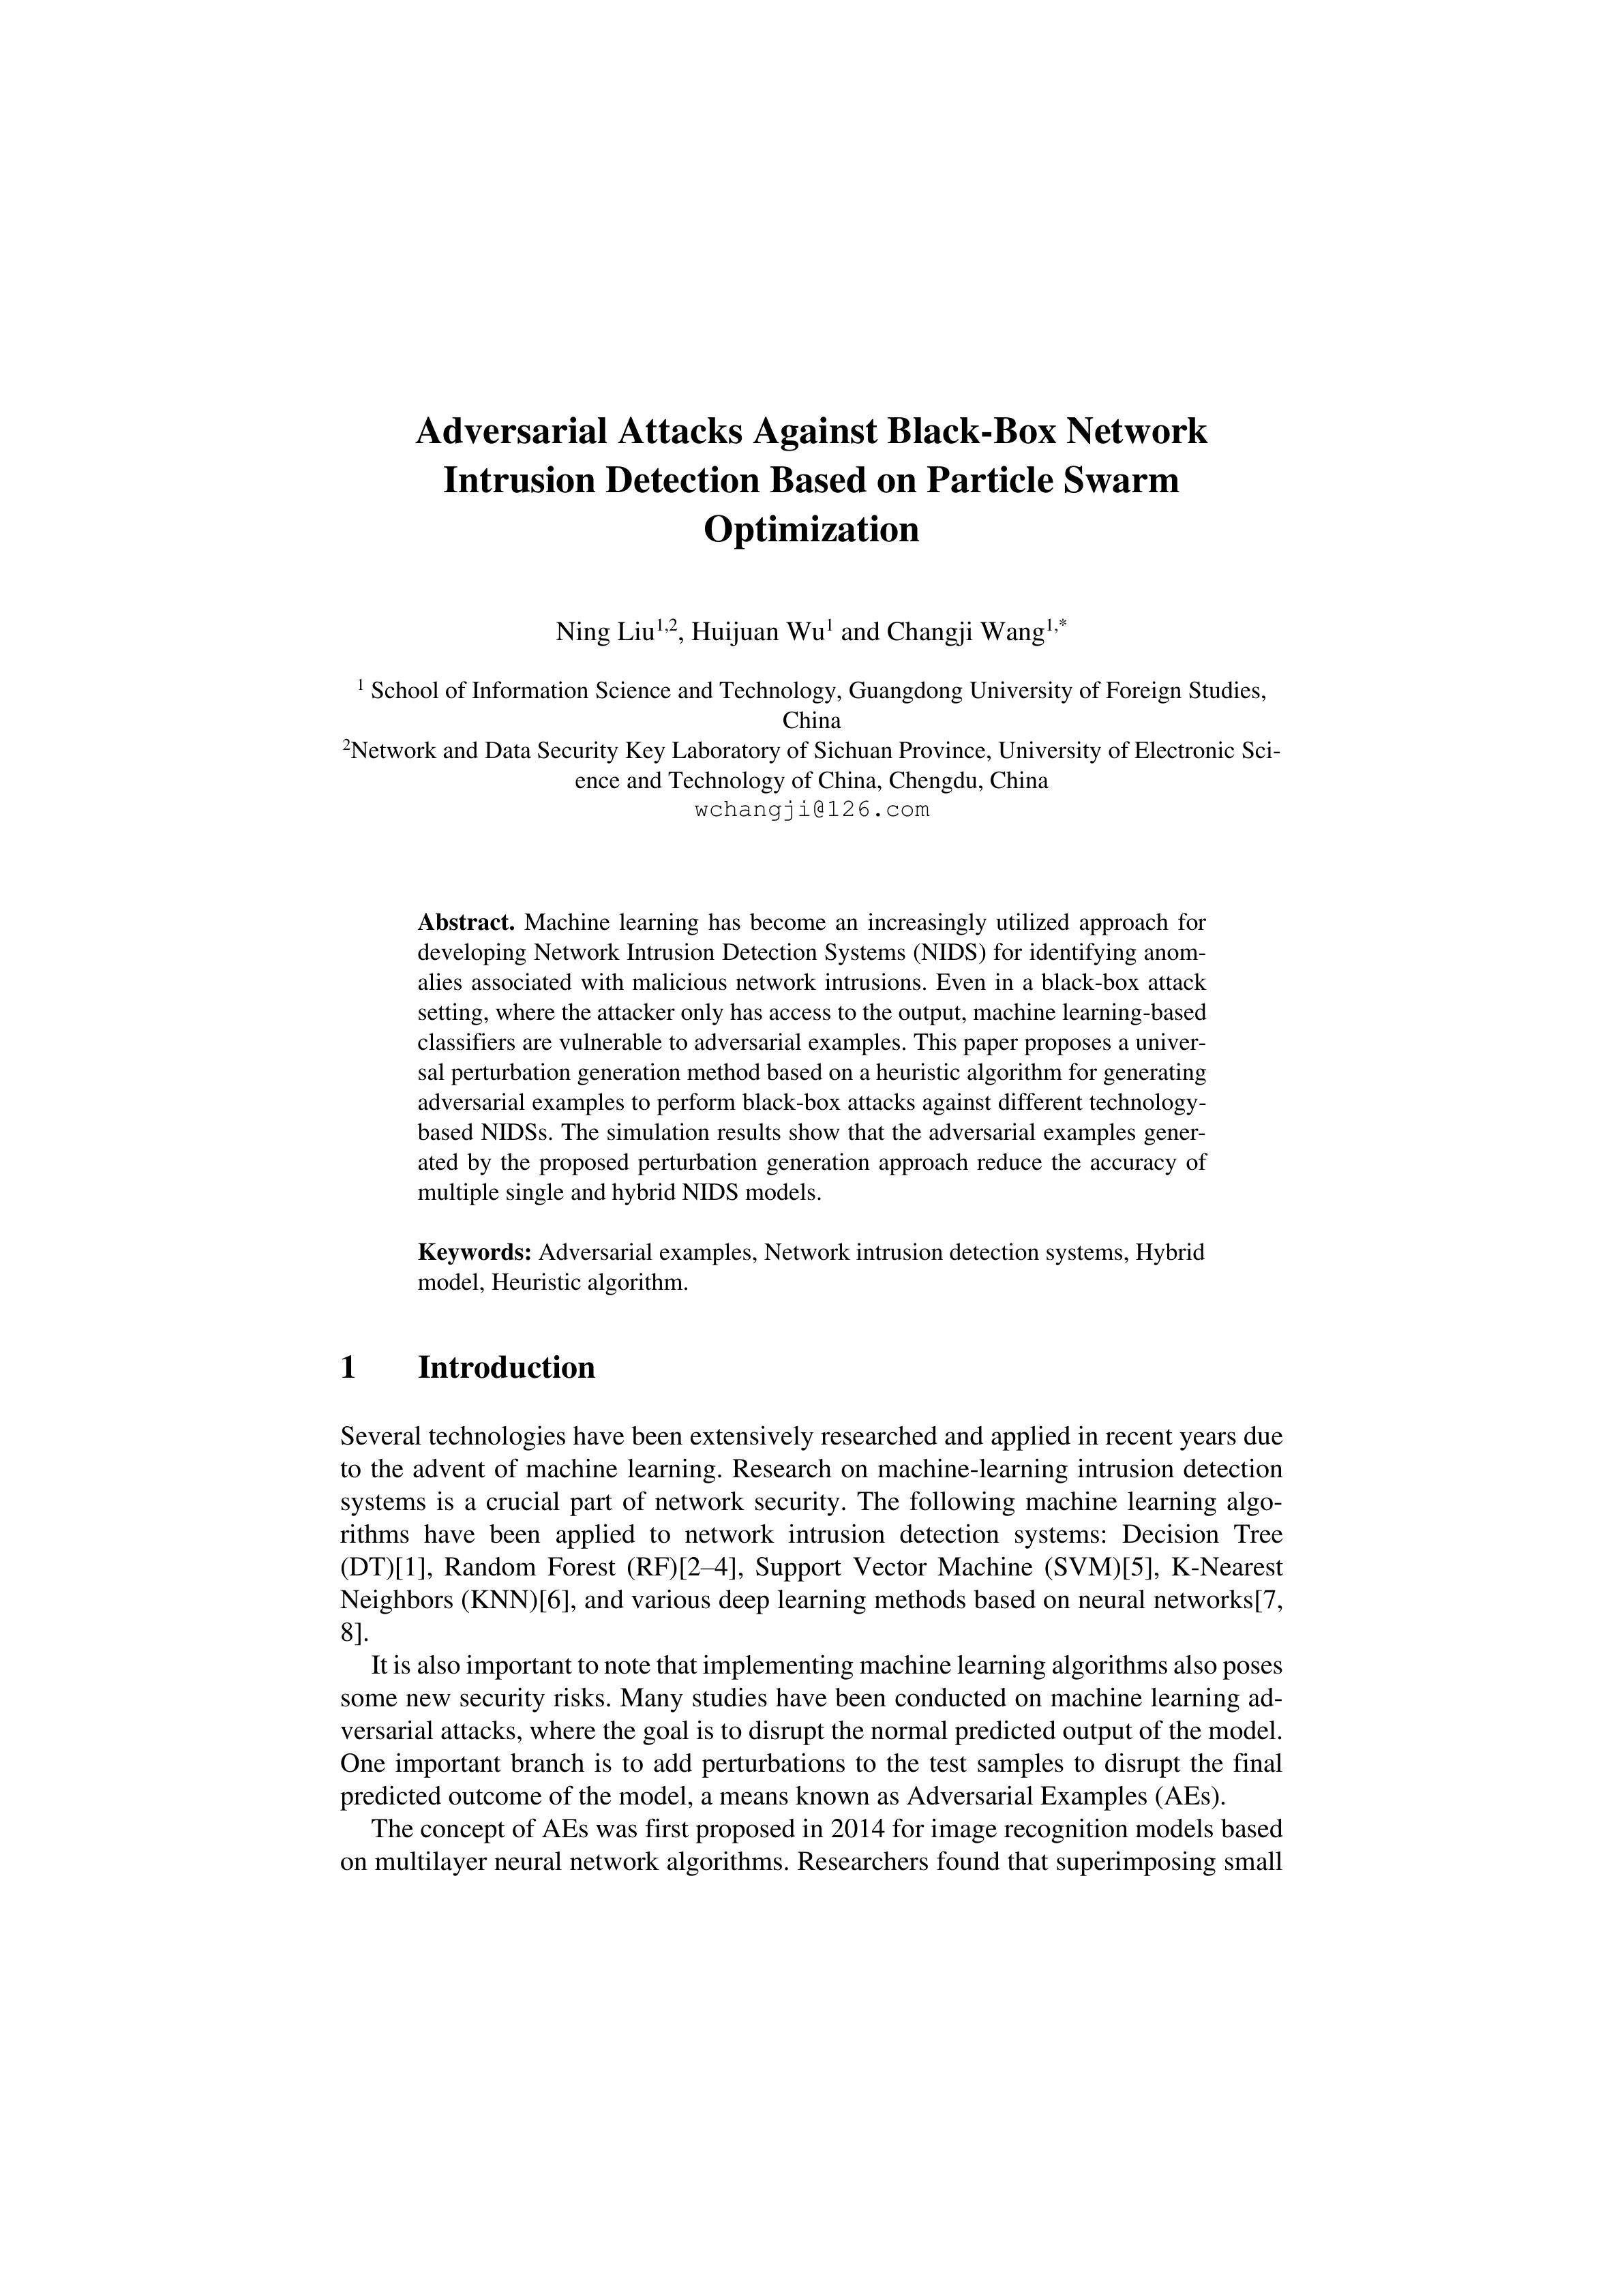 Adversarial Attacks Against Black-Box Network
Intrusion Detection Based on Particle Swarm
Optimization
Ning Liu1,2, Huijuan Wu1 and Changji Wang1,*
1 School of Information Science and Technology, Guangdong University of Foreign Studies,
China
2Network and Data Security Key Laboratory of Sichuan Province, University of Electronic Sci-
ence and Technology of China, Chengdu, China
wchangji@126.com
Abstract. Machine learning has become an increasingly utilized approach for
developing Network Intrusion Detection Systems (NIDS) for identifying anom-
alies associated with malicious network intrusions. Even in a black-box attack
setting, where the attacker only has access to the output, machine learning-based
classifiers are vulnerable to adversarial examples. This paper proposes a univer-
sal perturbation generation method based on a heuristic algorithm for generating
adversarial examples to perform black-box attacks against different technology-
based NIDSs. The simulation results show that the adversarial examples gener-
ated by the proposed perturbation generation approach reduce the accuracy of
multiple single and hybrid NIDS models.
Keywords: Adversarial examples, Network intrusion detection systems, Hybrid
model, Heuristic algorithm.
1 Introduction
Several technologies have been extensively researched and applied in recent years due
to the advent of machine learning. Research on machine-learning intrusion detection
systems is a crucial part of network security. The following machine learning algo-
rithms have been applied to network intrusion detection systems: Decision Tree
(DT)[1], Random Forest (RF)[2–4], Support Vector Machine (SVM)[5], K-Nearest
Neighbors (KNN)[6], and various deep learning methods based on neural networks[7,
8].
It is also important to note that implementing machine learning algorithms also poses
some new security risks. Many studies have been conducted on machine learning ad-
versarial attacks, where the goal is to disrupt the normal predicted output of the model.
One important branch is to add perturbations to the test samples to disrupt the final
predicted outcome of the model, a means known as Adversarial Examples (AEs).
The concept of AEs was first proposed in 2014 for image recognition models based
on multilayer neural network algorithms. Researchers found that superimposing small